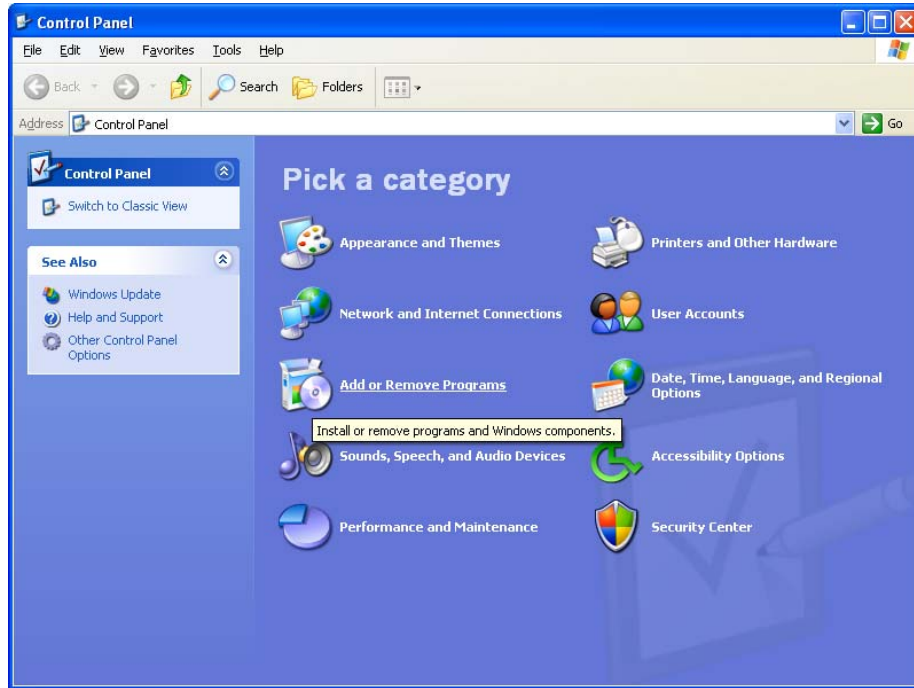 Control Panel
File Edit View Favorites Tools Help
Back Search Folders
Address Control Panel Go
Control Panel
Switch to Classic View
See Also
Windows Update
Help and Support
Other Control Panel
Options
Pick a category
Appearance and Themes
Printers and Other Hardware
Network and Internet Connections
User Accounts
Add or Remove Programs
Date, Time, Language, and Regional
Options
Install or remove programs and Windows components.
Sounds, Speech, and Audio Devices
Accessibility Options
Performance and Maintenance
Security Center